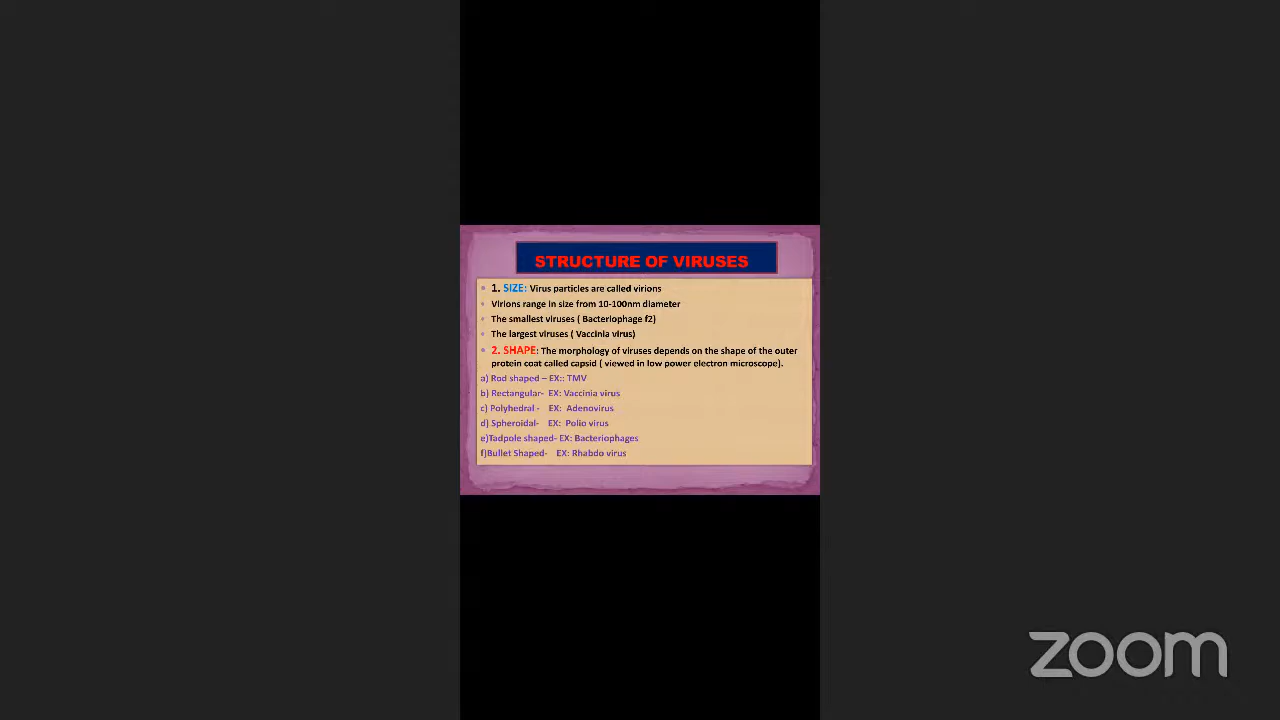 STRUCTURE OF VIRUSES
• 1. SIZE: Virus particles are called virions
• Virions range in size from 10-100nm diameter
• The smallest viruses ( Bacteriophage f2)
• The largest viruses ( Vaccinia virus)
• 2. SHAPE: The morphology of viruses depends on the shape of the outer
protein coat called capsid ( viewed in low power electron microscope).
a) Rod shaped – EX:: TMV
b) Rectangular- EX: Vaccinia virus
c) Polyhedral - EX: Adenovirus
d) Spheroidal- EX: Polio virus
e)Tadpole shaped- EX: Bacteriophages
f)Bullet Shaped- EX: Rhabdo virus
zoom